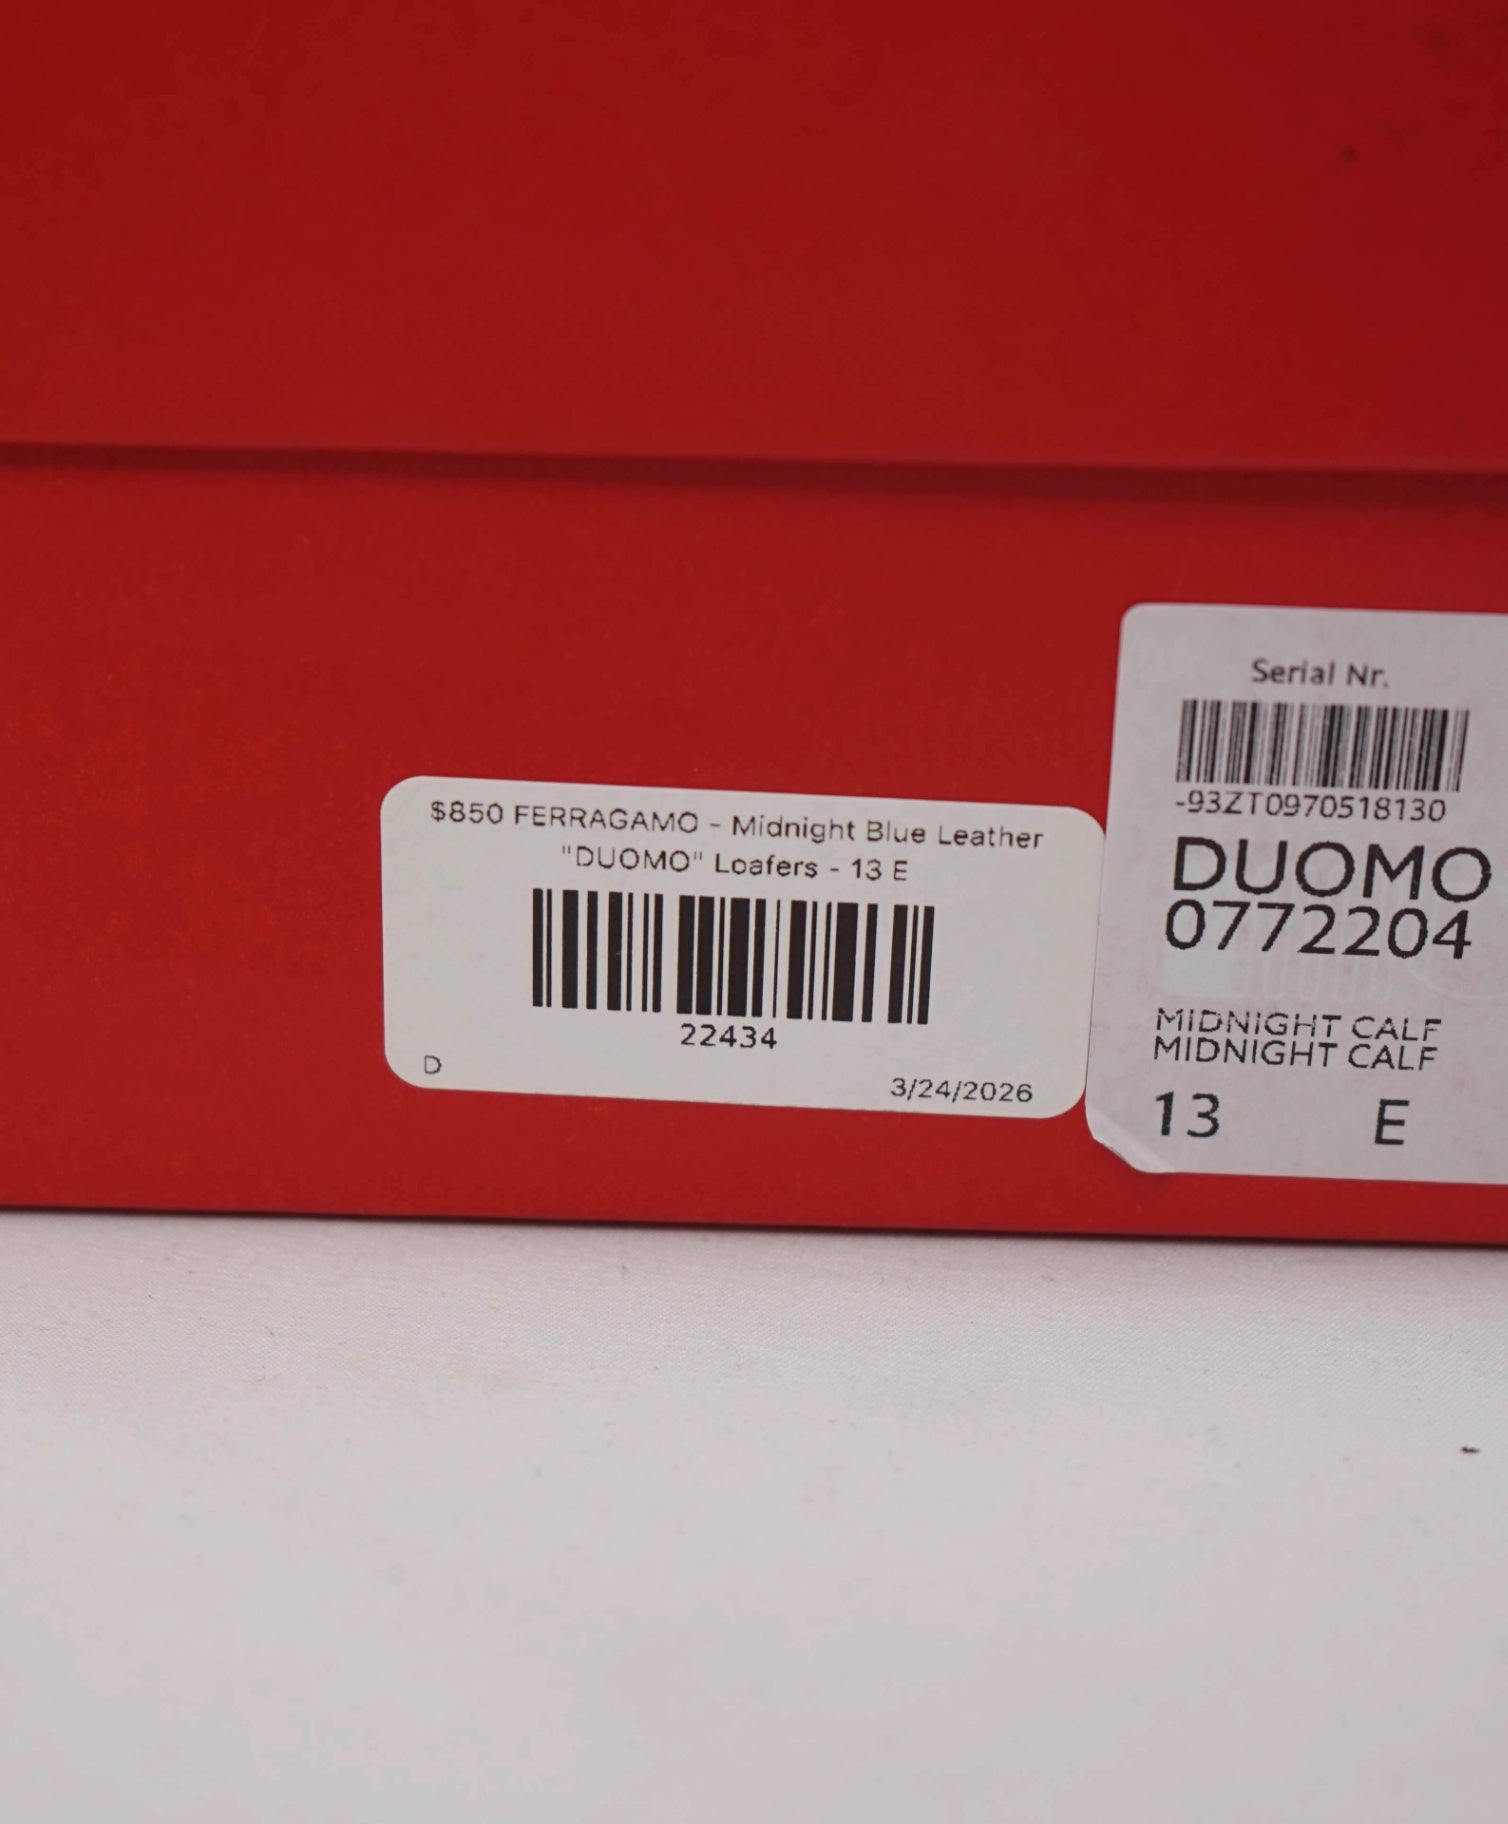 $850 FERRAGAMO - Midnight Blue Leather
"DUOMO" Loafers - 13 E
22434
D
3/24/2026
Serial Nr.
-93ZT0970518130
DUOMO
0772204
MIDNIGHT CALF
MIDNIGHT CALF
13 E